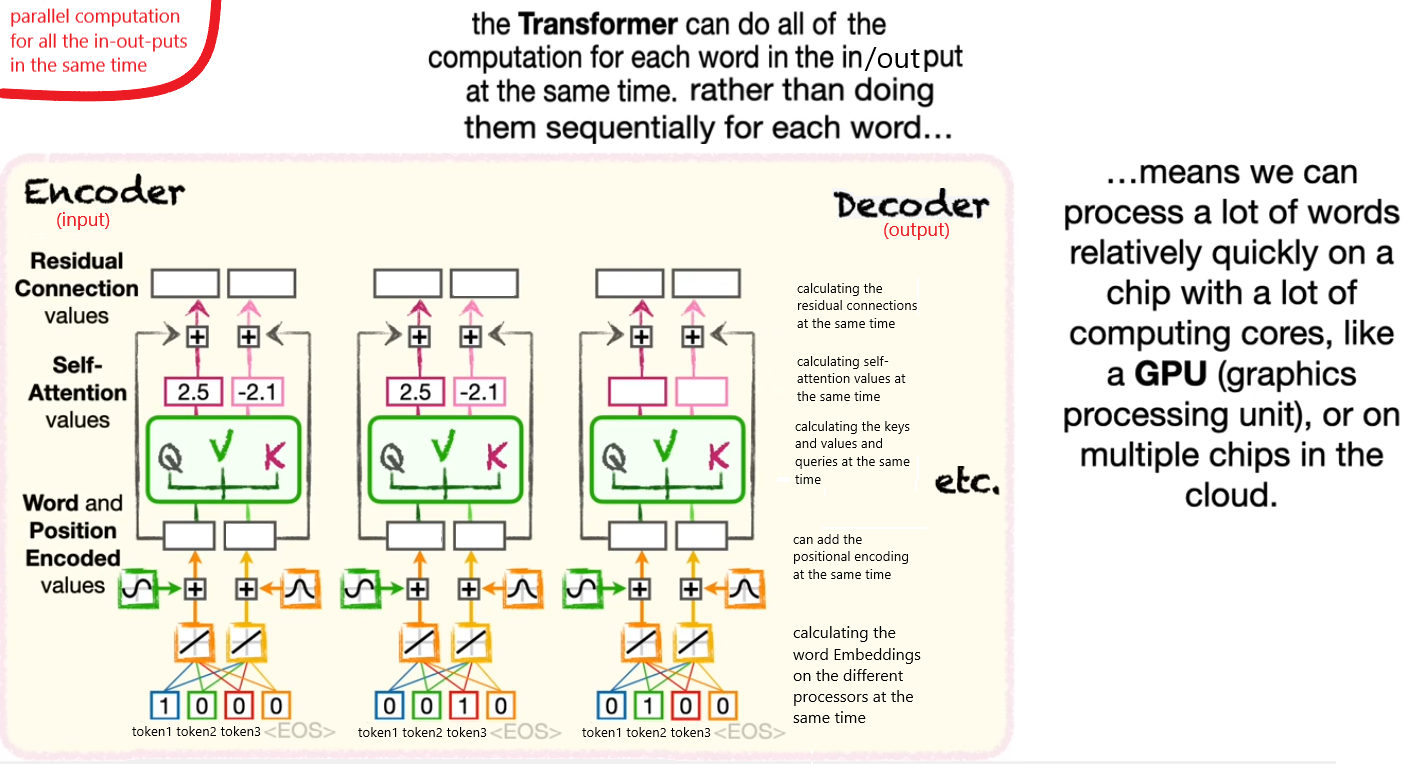 parallel computation
for all the in-out-puts
in the same time
the Transformer can do all of the
computation for each word in the in/output
at the same time. rather than doing
them sequentially for each word...
...means we can
process a lot of words
relatively quickly on a
chip with a lot of
computing cores, like
a GPU (graphics
processing unit), or on
multiple chips in the
cloud.
Encoder
(input)
Decoder
(output)
Residual
Connection
values
calculating the
residual connections
at the same time
+ + + + + +
Self-
Attention
values
2.5 -2.1 2.5 -2.1
calculating self-
attention values at
the same time
Q V K Q V K Q V K
calculating the keys
and values and
queries at the same
time
etc.
Word and
Position
Encoded
values
can add the
positional encoding
at the same time
+ + + + + +
calculating the
word Embeddings
on the different
processors at the
same time
1 0 0 0 0 0 1 0 0 1 0 0
token1 token2 token3 <EOS> token1 token2 token3 <EOS> token1 token2 token3 <EOS>